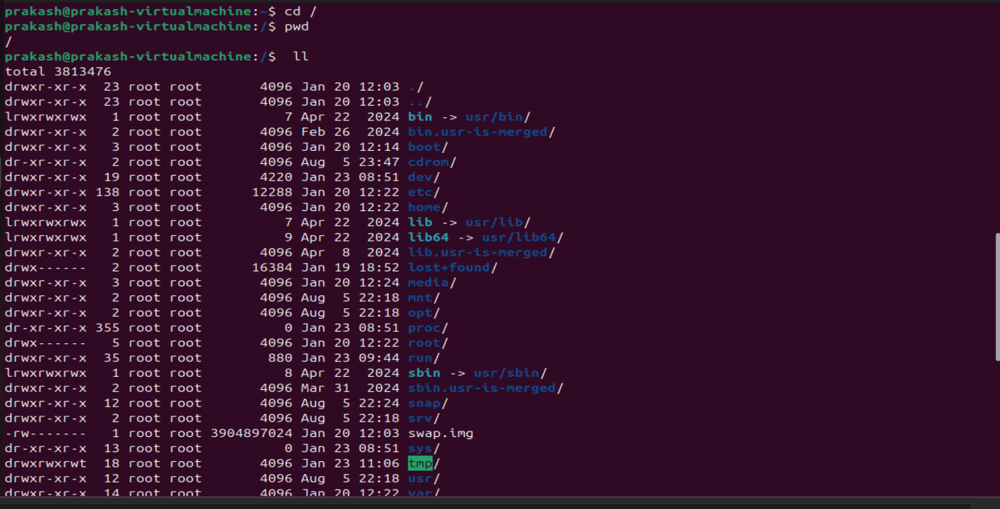 prakash@prakash-virtualmachine:~$ cd /
prakash@prakash-virtualmachine:/$ pwd
/
prakash@prakash-virtualmachine:/$  ll
total 3813476
drwxr-xr-x  23 root root       4096 Jan 20 12:03 ./
drwxr-xr-x  23 root root       4096 Jan 20 12:03 ../
lrwxrwxrwx   1 root root          7 Apr 22  2024 bin -> usr/bin/
drwxr-xr-x   2 root root       4096 Feb 26  2024 bin.usr-is-merged/
drwxr-xr-x   3 root root       4096 Jan 20 12:14 boot/
dr-xr-xr-x   2 root root       4096 Aug  5 23:47 cdrom/
drwxr-xr-x  19 root root       4220 Jan 23 08:51 dev/
drwxr-xr-x 138 root root      12288 Jan 20 12:22 etc/
drwxr-xr-x   3 root root       4096 Jan 20 12:22 home/
lrwxrwxrwx   1 root root          7 Apr 22  2024 lib -> usr/lib/
lrwxrwxrwx   1 root root          9 Apr 22  2024 lib64 -> usr/lib64/
drwxr-xr-x   2 root root       4096 Apr  8  2024 lib.usr-is-merged/
drwx------   2 root root      16384 Jan 19 18:52 lost+found/
drwxr-xr-x   3 root root       4096 Jan 20 12:24 media/
drwxr-xr-x   2 root root       4096 Aug  5 22:18 mnt/
drwxr-xr-x   2 root root       4096 Aug  5 22:18 opt/
dr-xr-xr-x 355 root root          0 Jan 23 08:51 proc/
drwx------   5 root root       4096 Jan 20 12:22 root/
drwxr-xr-x  35 root root        880 Jan 23 09:44 run/
lrwxrwxrwx   1 root root          8 Apr 22  2024 sbin -> usr/sbin/
drwxr-xr-x   2 root root       4096 Mar 31  2024 sbin.usr-is-merged/
drwxr-xr-x  12 root root       4096 Aug  5 22:24 snap/
drwxr-xr-x   2 root root       4096 Aug  5 22:18 srv/
-rw-------   1 root root 3904897024 Jan 20 12:03 swap.img
dr-xr-xr-x  13 root root          0 Jan 23 08:51 sys/
drwxrwxrwt  18 root root       4096 Jan 23 11:06 tmp/
drwxr-xr-x  12 root root       4096 Aug  5 22:18 usr/
drwxr-xr-x  14 root root       4096 Jan 20 12:22 var/